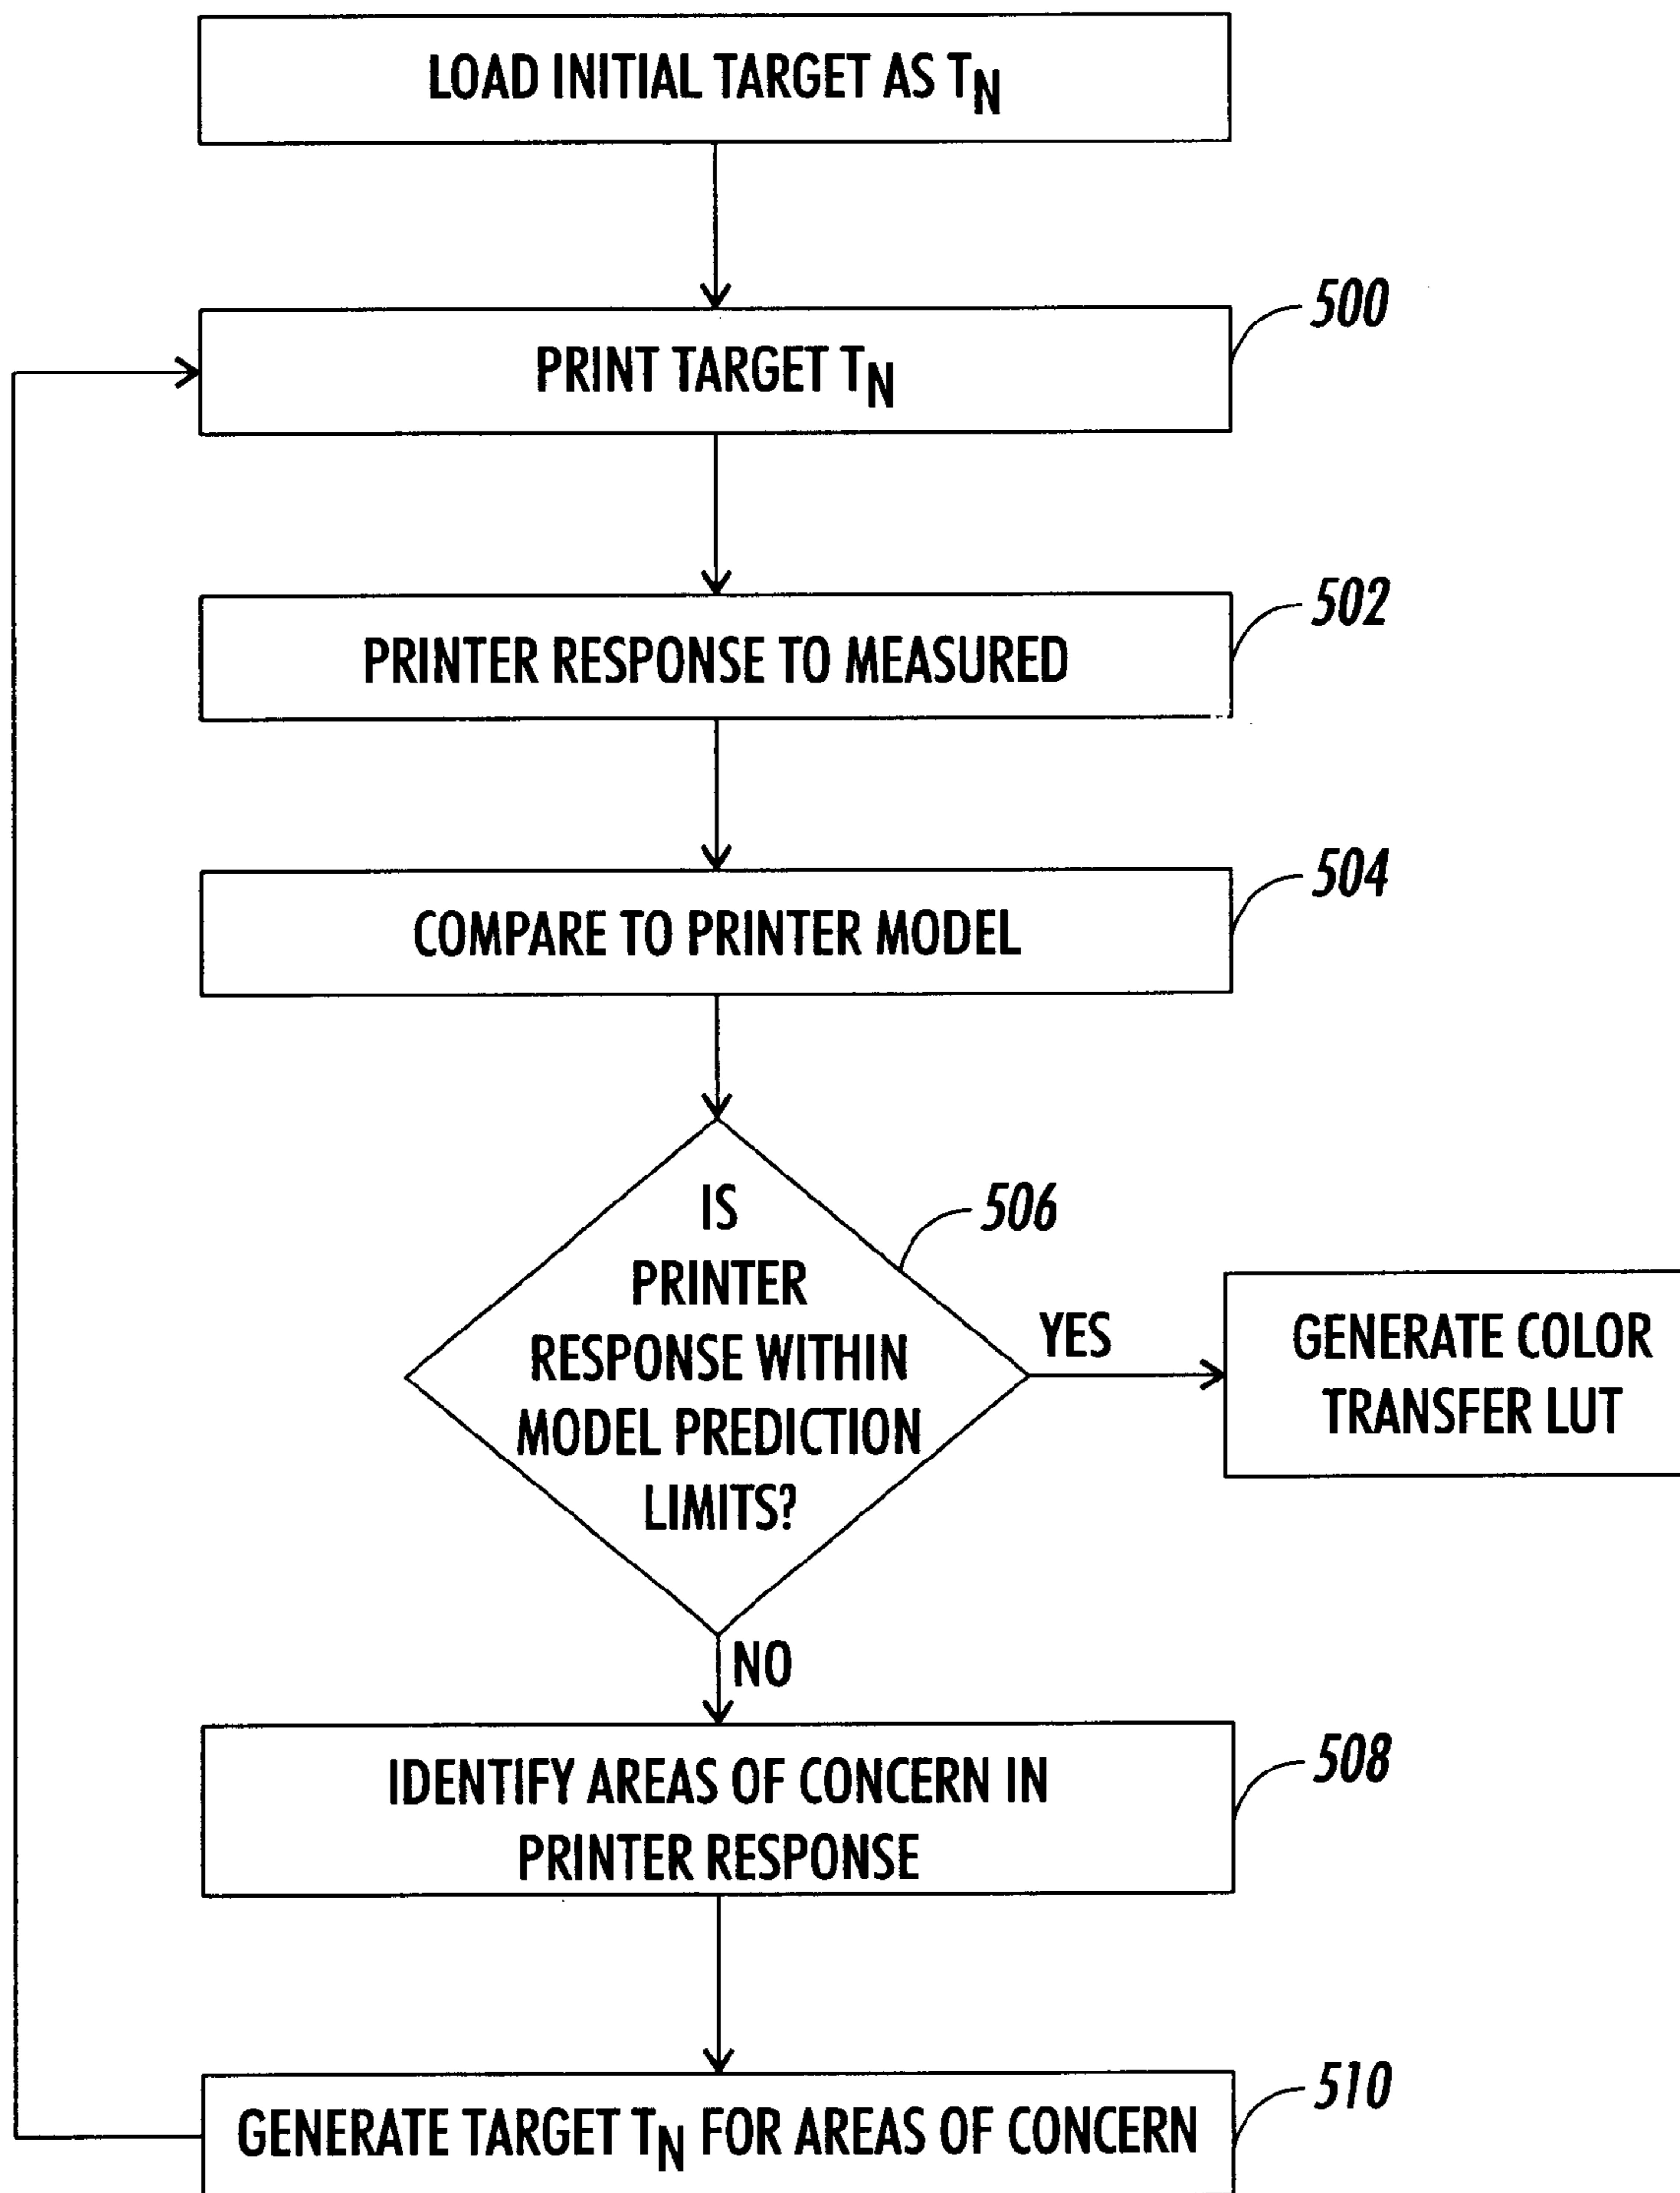 LOAD INITIAL TARGET AS TN
500
PRINT TARGET TN
502
PRINTER RESPONSE TO MEASURED
504
COMPARE TO PRINTER MODEL
506
IS
PRINTER
RESPONSE WITHIN
MODEL PREDICTION
LIMITS?
YES
GENERATE COLOR
TRANSFER LUT
NO
508
IDENTIFY AREAS OF CONCERN IN
PRINTER RESPONSE
510
GENERATE TARGET TN FOR AREAS OF CONCERN